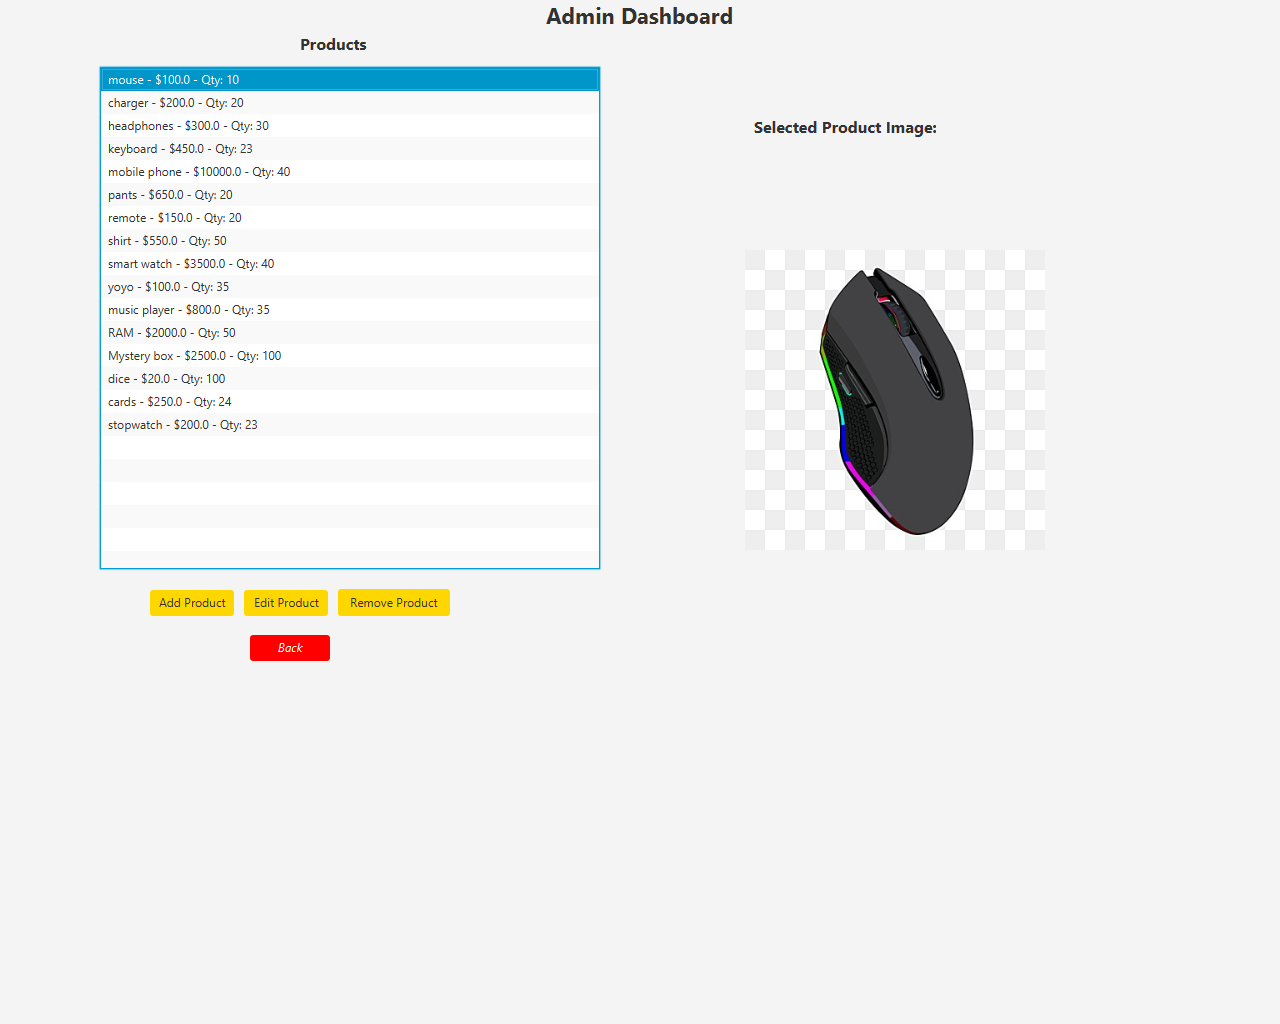 Admin Dashboard
Products
mouse - $100.0 - Qty: 10
charger - $200.0 - Qty: 20
headphones - $300.0 - Qty: 30
keyboard - $450.0 - Qty: 23
mobile phone - $10000.0 - Qty: 40
pants - $650.0 - Qty: 20
remote - $150.0 - Qty: 20
shirt - $550.0 - Qty: 50
smart watch - $3500.0 - Qty: 40
yoyo - $100.0 - Qty: 35
music player - $800.0 - Qty: 35
RAM - $2000.0 - Qty: 50
Mystery box - $2500.0 - Qty: 100
dice - $20.0 - Qty: 100
cards - $250.0 - Qty: 24
stopwatch - $200.0 - Qty: 23
Add Product
Edit Product
Remove Product
Back
Selected Product Image: